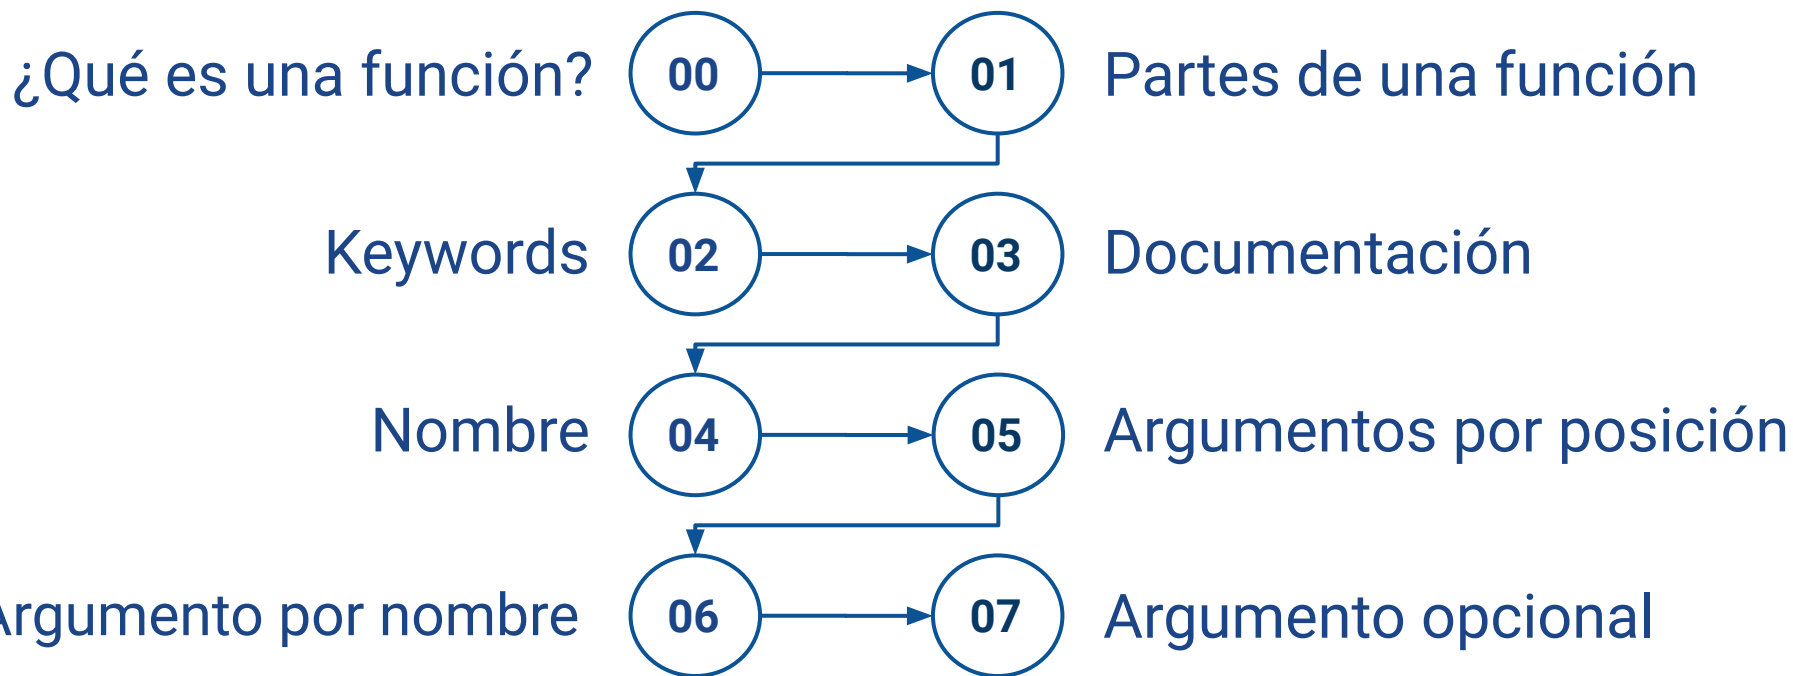 ¿Qué es una función? 00 01 Partes de una función
Keywords 02 03 Documentación
Nombre 04 05 Argumentos por posición
Argumento por nombre 06 07 Argumento opcional